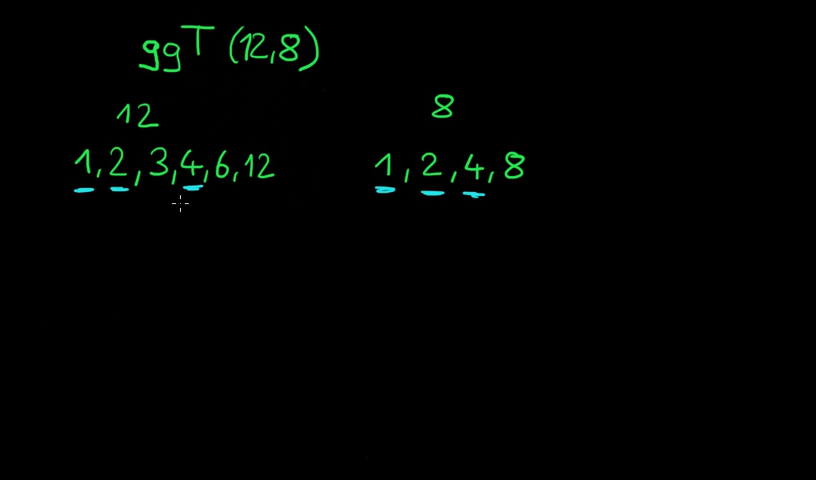 ggT (12,8)
12 8
1, 2, 3, 4, 6, 12 1, 2, 4, 8